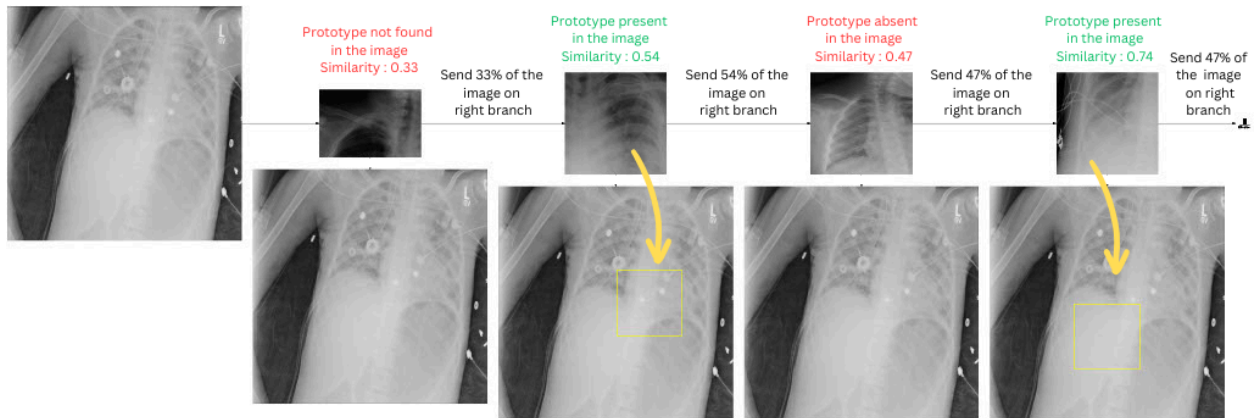 Prototype not found
in the image
Similarity : 0.33
Send 33% of the
image on
right branch
Prototype present
in the image
Similarity : 0.54
Send 54% of the
image on
right branch
Prototype absent
in the image
Similarity : 0.47
Send 47% of the
image on
right branch
Prototype present
in the image
Similarity : 0.74
Send 47% of
the image
on right
branch
L
L
L
L
L